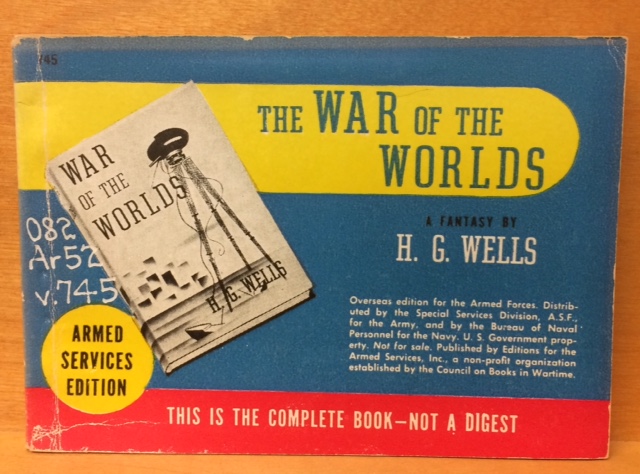 745
THE WAR OF THE
WORLDS
A FANTASY BY
H. G. WELLS
WAR
OF THE
WORLDS
H. G. WELLS
082
Ar52
v.745
Overseas edition for the Armed Forces. Distrib-
uted by the Special Services Division, A.S.F.,
for the Army, and by the Bureau of Naval
Personnel for the Navy. U. S. Government prop-
erty. Not for sale. Published by Editions for the
Armed Services, Inc., a non-profit organization
established by the Council on Books in Wartime.
ARMED
SERVICES
EDITION
THIS IS THE COMPLETE BOOK—NOT A DIGEST